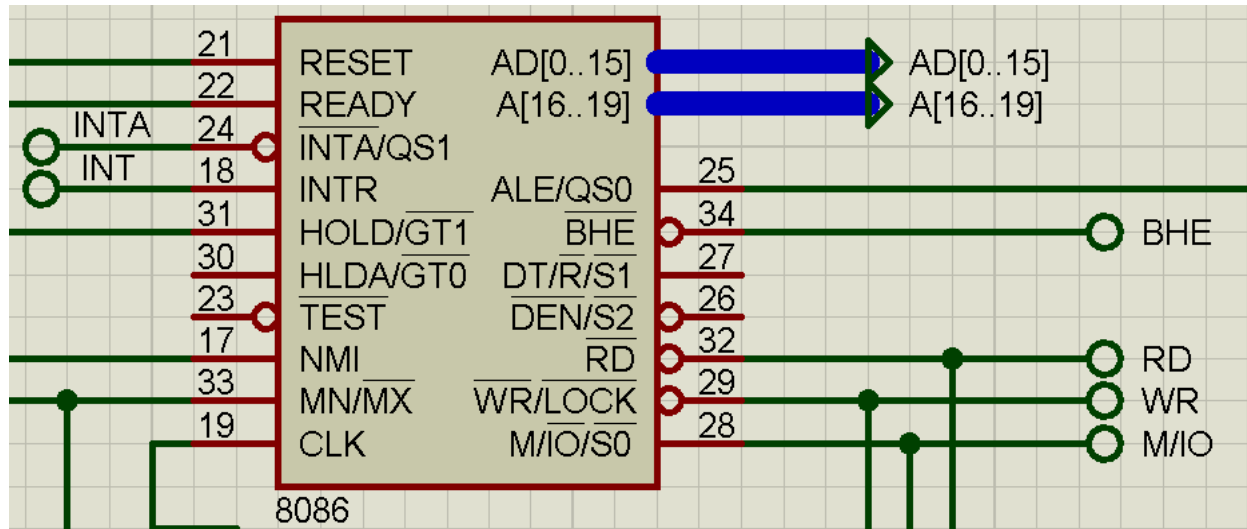 21 RESET AD[0..15] AD[0..15]
22 READY A[16..19] A[16..19]
INTA 24 INTA/QS1
INT 18 INTR ALE/QS0 25
31 HOLD/GT1 BHE 34 BHE
30 HLDA/GT0 DT/R/S1 27
23 TEST DEN/S2 26
17 NMI RD 32 RD
33 MN/MX WR/LOCK 29 WR
19 CLK M/IO/S0 28 M/IO
8086